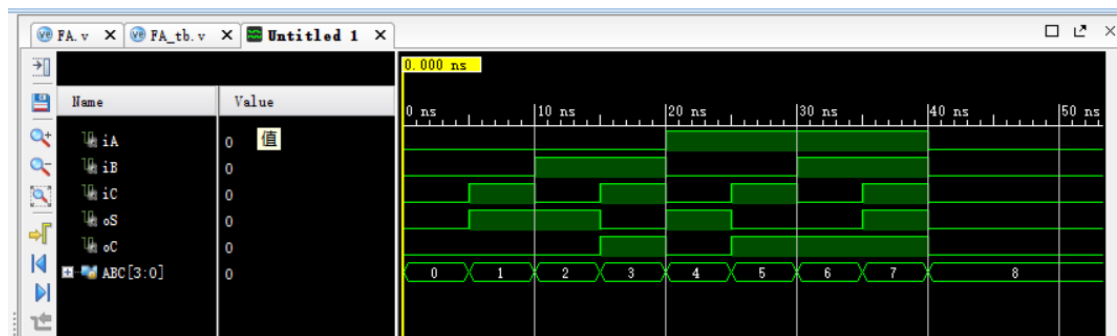 FA.v X FA_tb.v X Untitled 1 X
0.000 ns
Name Value
0 ns 10 ns 20 ns 30 ns 40 ns 50 ns
iA 0 值
iB 0
iC 0
oS 0
oC 0
ABC[3:0] 0 0 1 2 3 4 5 6 7 8